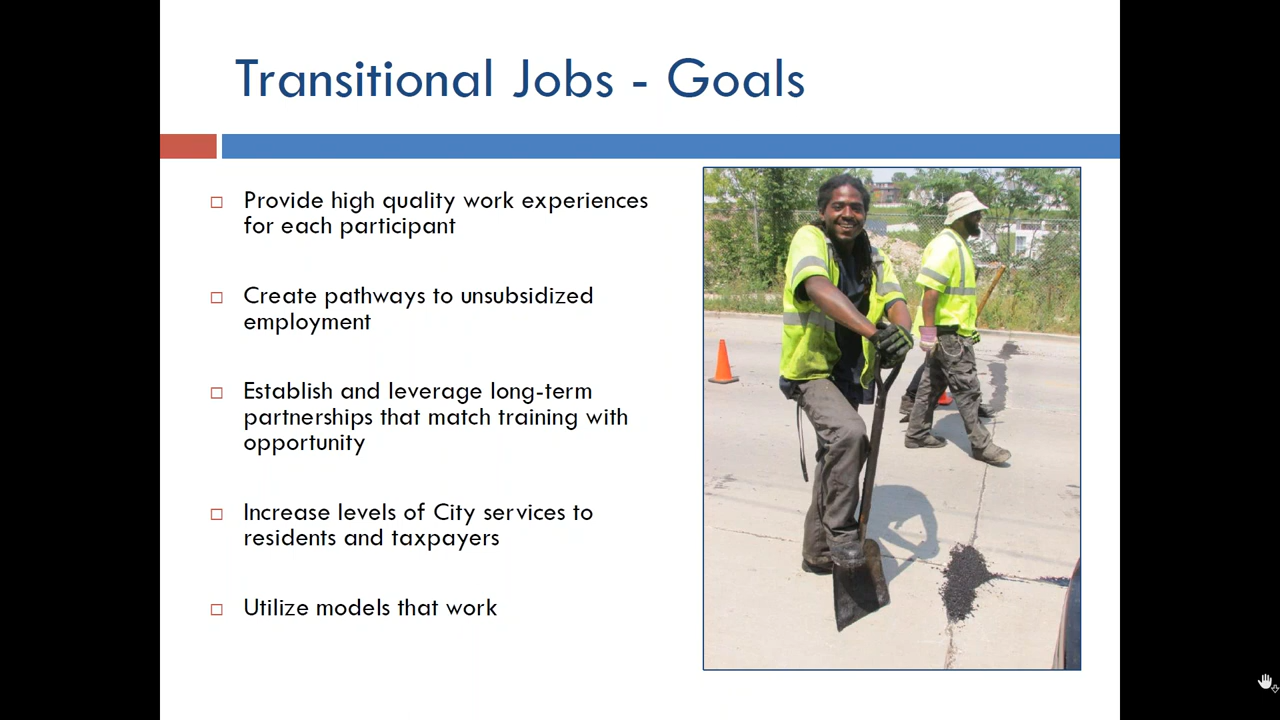 Transitional Jobs - Goals
Provide high quality work experiences
for each participant
Create pathways to unsubsidized
employment
Establish and leverage long-term
partnerships that match training with
opportunity
Increase levels of City services to
residents and taxpayers
Utilize models that work